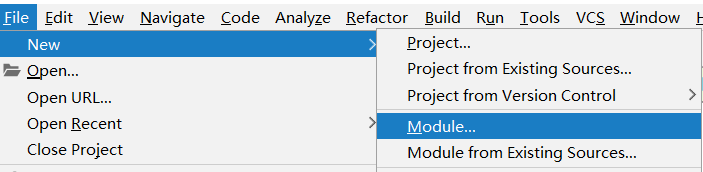 File Edit View Navigate Code Analyze Refactor Build Run Tools VCS Window
New
Open...
Open URL...
Open Recent
Close Project
Project...
Project from Existing Sources...
Project from Version Control
Module...
Module from Existing Sources...